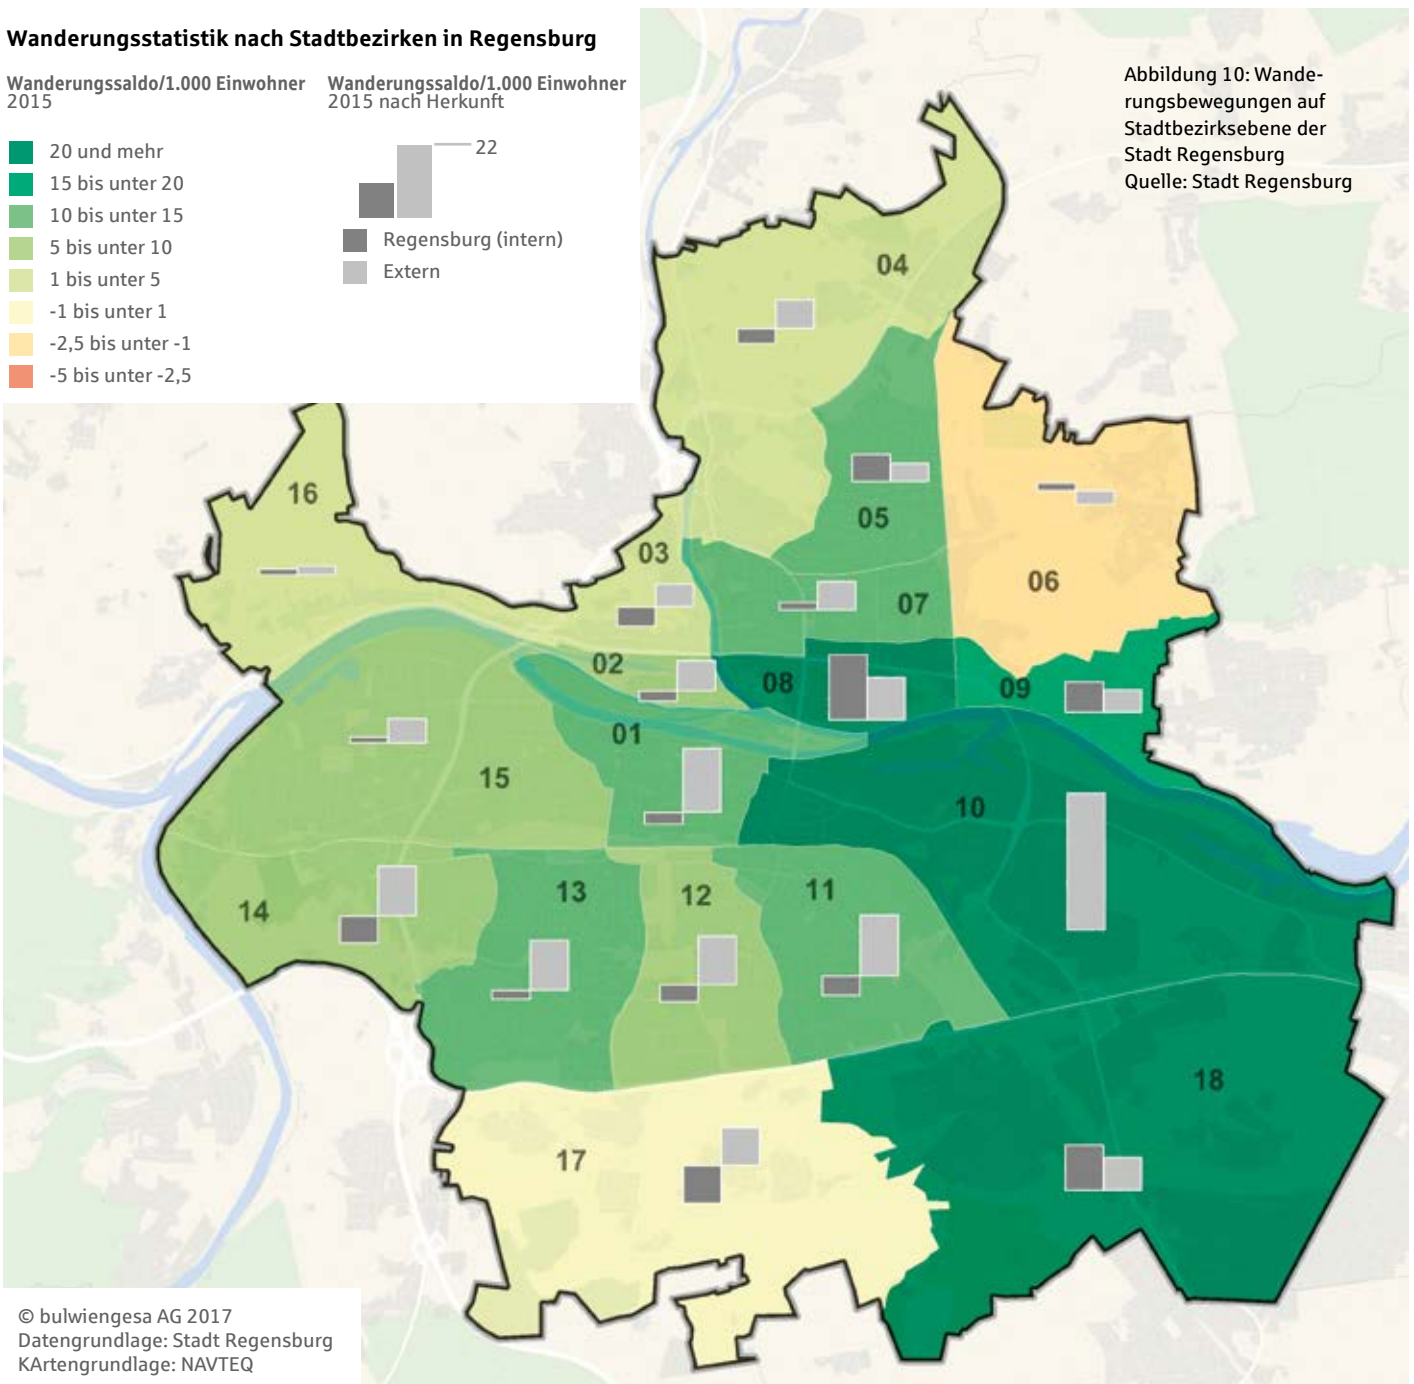 Wanderungsstatistik nach Stadtbezirken in Regensburg
Wanderungssaldo/1.000 Einwohner
2015
20 und mehr
15 bis unter 20
10 bis unter 15
5 bis unter 10
1 bis unter 5
-1 bis unter 1
-2,5 bis unter -1
-5 bis unter -2,5
Wanderungssaldo/1.000 Einwohner
2015 nach Herkunft
22
Regensburg (intern)
Extern
Abbildung 10: Wande-
rungsbewegungen auf
Stadtbezirksebene der
Stadt Regensburg
Quelle: Stadt Regensburg
04
16
05
03
06
07
02
08
09
01
15
10
13
12
11
14
18
17
© bulwiengesa AG 2017
Datengrundlage: Stadt Regensburg
KArtengrundlage: NAVTEQ